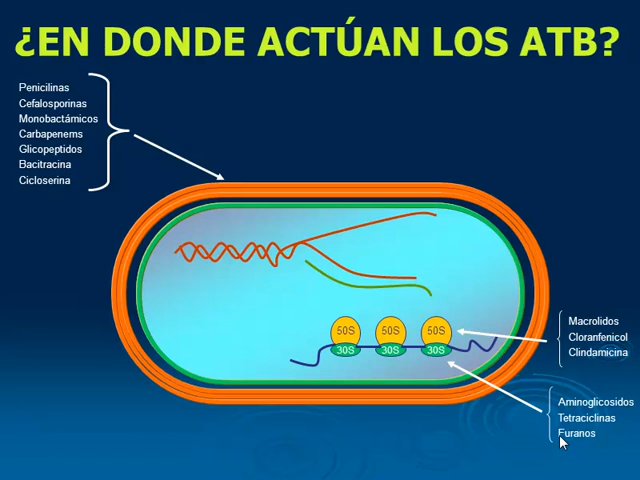 ¿EN DONDE ACTÚAN LOS ATB?
Penicilinas
Cefalosporinas
Monobactámicos
Carbapenems
Glicopeptidos
Bacitracina
Cicloserina
50S
50S
50S
30S
30S
30S
Macrolidos
Cloranfenicol
Clindamicina
Aminoglicosidos
Tetraciclinas
Furanos